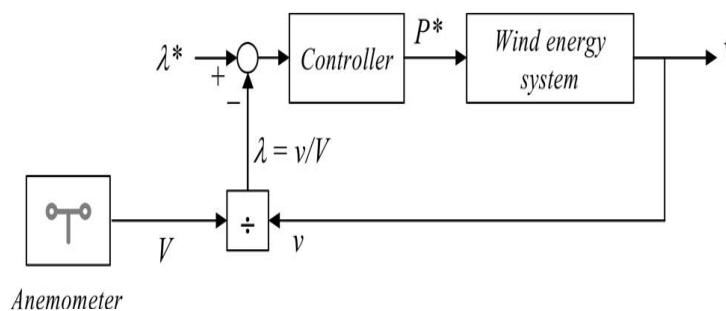 λ*
+
−
Controller
P*
Wind energy
system
λ = v/V
÷
V
v
Anemometer